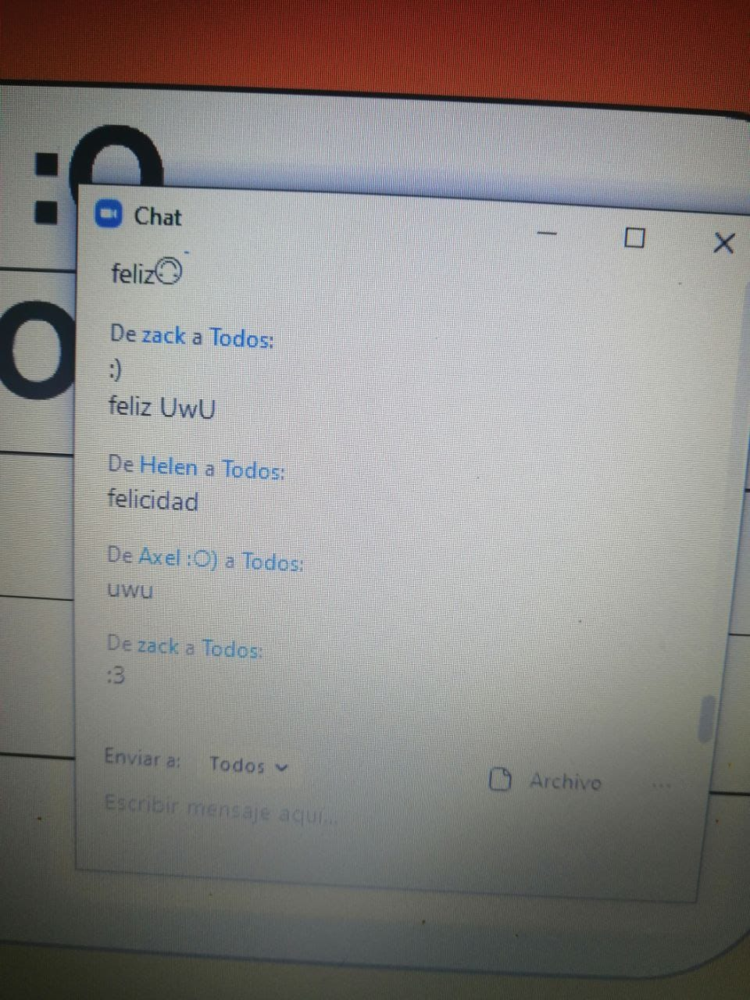 :O
Chat
feliz
O
De zack a Todos:
:)
feliz UwU
De Helen a Todos:
felicidad
De Axel :O) a Todos:
uwu
De zack a Todos:
:3
Enviar a: Todos
Archivo ...
Escribir mensaje aquí...